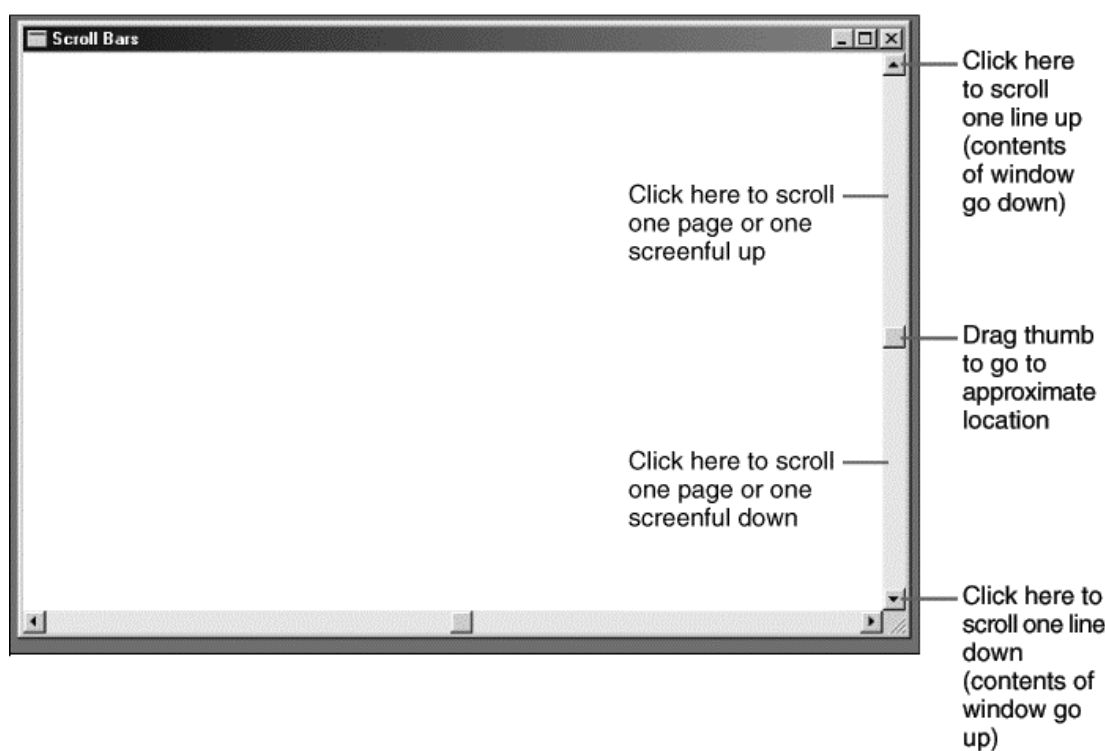 Scroll Bars
Click here
to scroll
one line up
(contents
of window
go down)
Click here to scroll
one page or one
screenful up
Drag thumb
to go to
approximate
location
Click here to scroll
one page or one
screenful down
Click here to
scroll one line
down
(contents of
window go
up)